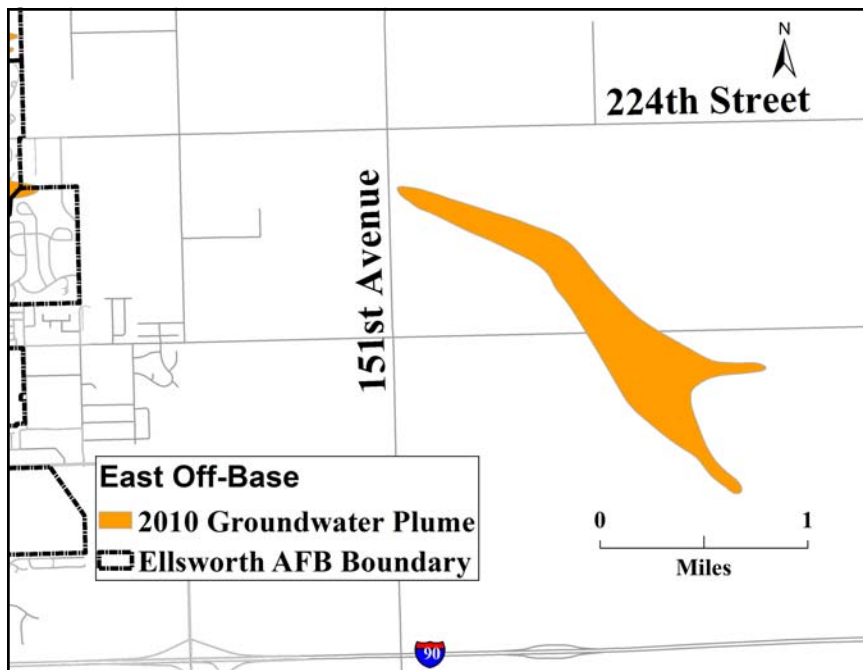 N
224th Street
151st Avenue
East Off-Base
2010 Groundwater Plume
Ellsworth AFB Boundary
0 1
Miles
90